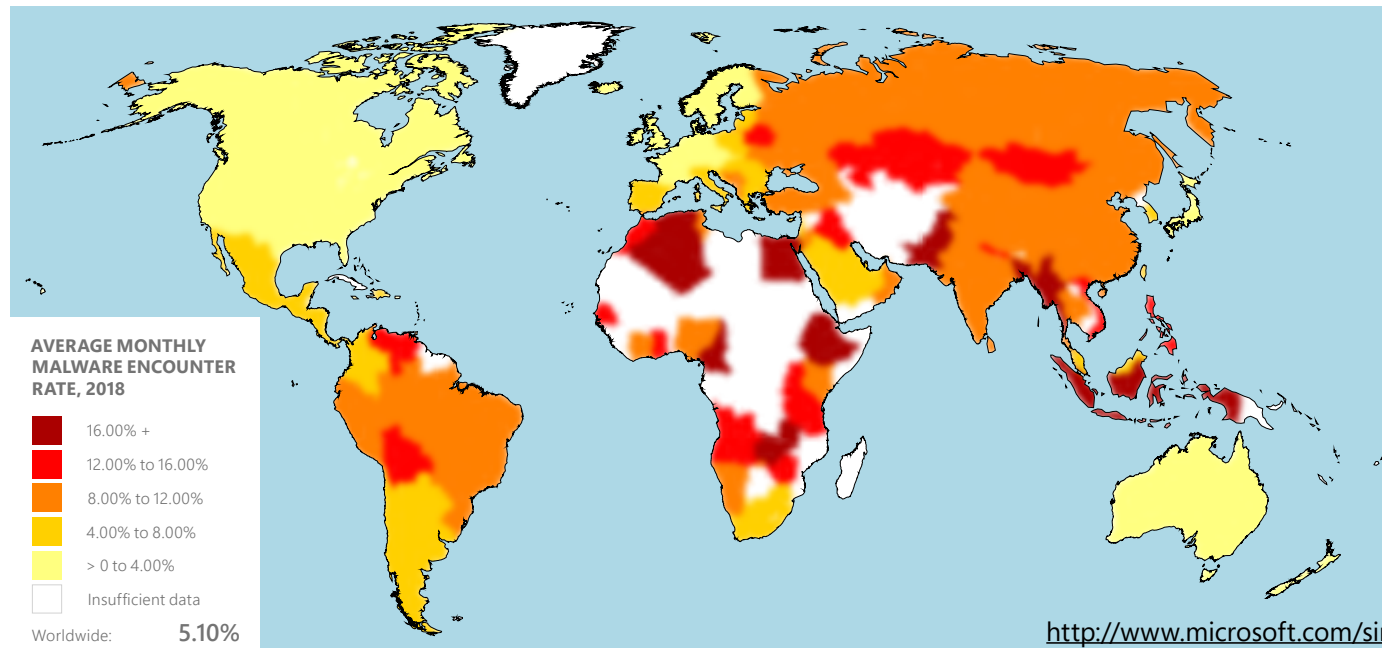 AVERAGE MONTHLY
MALWARE ENCOUNTER
RATE, 2018
16.00% +
12.00% to 16.00%
8.00% to 12.00%
4.00% to 8.00%
> 0 to 4.00%
Insufficient data
Worldwide: 5.10%
http://www.microsoft.com/sir